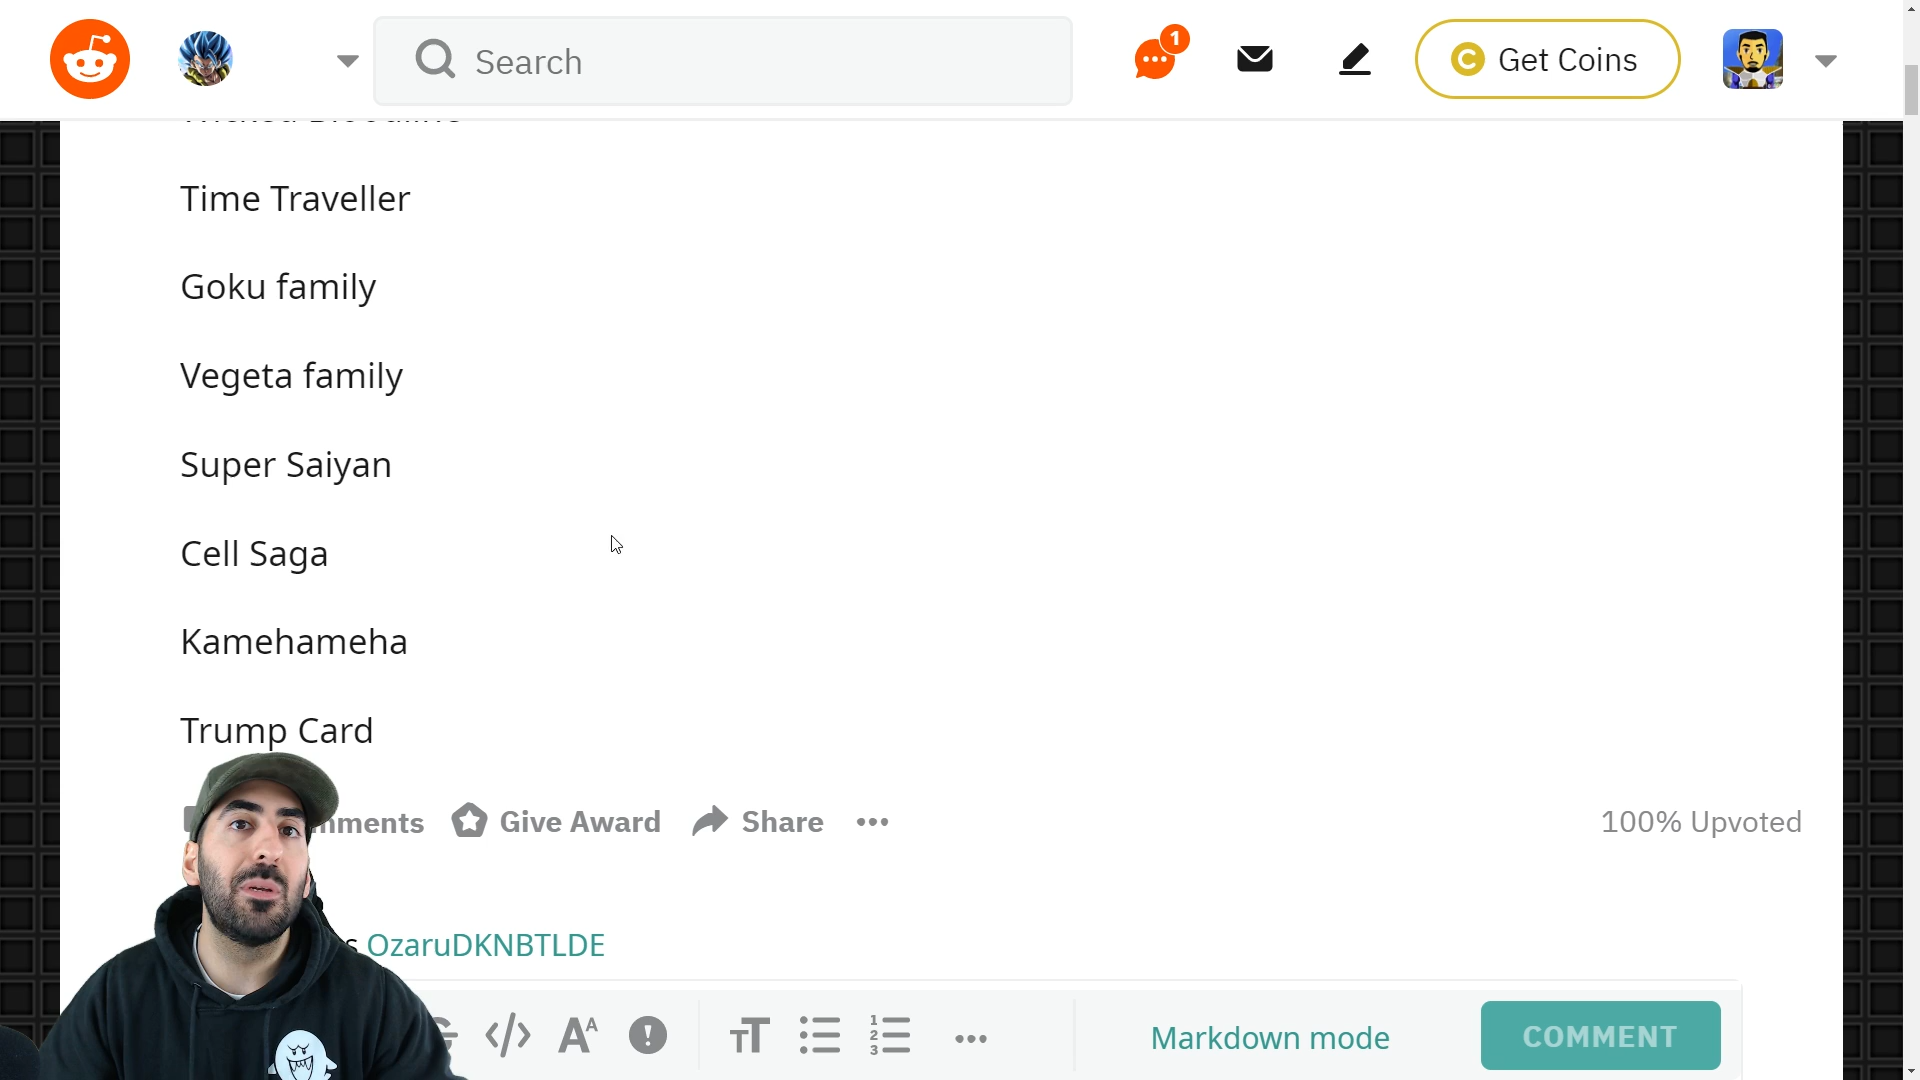 Search
1
Get Coins
Time Traveller
Goku family
Vegeta family
Super Saiyan
Cell Saga
Kamehameha
Trump Card
Give Award
Share
100% Upvoted
OzaruDKNBTLDE
Markdown mode
COMMENT